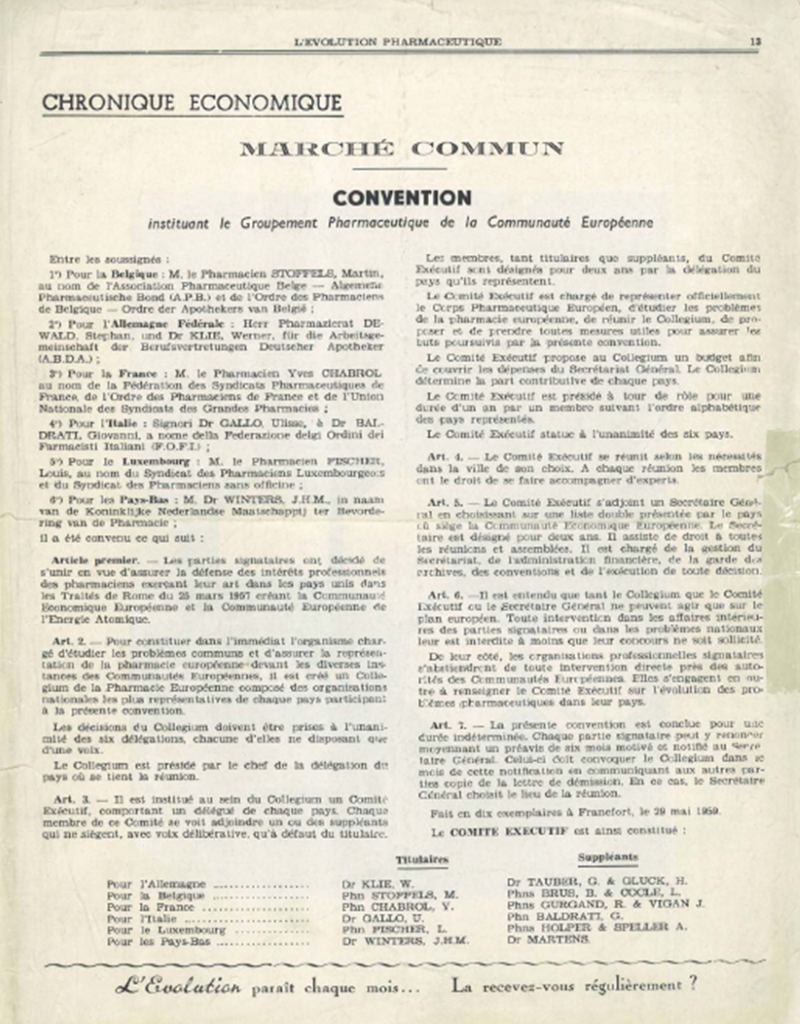 L'EVOLUTION PHARMACEUTIQUE 13
CHRONIQUE ECONOMIQUE
MARCHÉ COMMUN
CONVENTION
instituant le Groupement Pharmaceutique de la Communauté Européenne
Entre les soussignés :
1°) Pour la Belgique : M. le Pharmacien STOFFELS, Martin,
au nom de l'Association Pharmaceutique Belge — Algemene
Pharmaceutische Bond (A.P.B.) et de l'Ordre des Pharmaciens
de Belgique — Ordre der Apothekers van België ;
2°) Pour l'Allemagne Fédérale : Herr Pharmazierat DE-
WALD, Stephan, und Dr KLIE, Werner, für die Arbeitsge-
meinschaft der Berufsvertretungen Deutscher Apotheker
(A.B.D.A.) ;
3°) Pour la France : M. le Pharmacien Yves CHABROL
au nom de la Fédération des Syndicats Pharmaceutiques de
France, de l'Ordre des Pharmaciens de France et de l'Union
Nationale des Syndicats des Grandes Pharmacies ;
4°) Pour l'Italie : Signori Dr GALLO, Ulisse, à Dr BAL-
DRATI, Giovanni, a nome della Federazione delgi Ordini dei
Farmacisti Italiani (F.O.F.I.) ;
5°) Pour le Luxembourg : M. le Pharmacien FISCHER,
Louis, au nom du Syndicat des Pharmaciens Luxembourgeois
et du Syndicat des Pharmaciens sans officine ;
6°) Pour les Pays-Bas : M. Dr WINTERS, J.H.M., in naam
van de Koninklijke Nederlandse Maatschappij ter Bevorde-
ring van de Pharmacie ;
il a été convenu ce qui suit :
Article premier. — Les parties signataires ont décidé de
s'unir en vue d'assurer la défense des intérêts professionnels
des pharmaciens exerçant leur art dans les pays unis dans
les Traités de Rome du 25 mars 1957 créant la Communauté
Economique Européenne et la Communauté Européenne de
l'Energie Atomique.
Art. 2. — Pour constituer dans l'immédiat l'organisme char-
gé d'étudier les problèmes communs et d'assurer la représen-
tation de la pharmacie européenne devant les diverses ins-
tances des Communautés Européennes, il est créé un Colle-
gium de la Pharmacie Européenne composé des organisations
nationales les plus représentatives de chaque pays participant
à la présente convention.
Les décisions du Collegium doivent être prises à l'unani-
mité des six délégations, chacune d'elles ne disposant que
d'une voix.
Le Collegium est présidé par le chef de la délégation du
pays où se tient la réunion.
Art. 3. — Il est institué au sein du Collegium un Comité
Exécutif, comportant un délégué de chaque pays. Chaque
membre de ce Comité se voit adjoindre un ou des suppléants
qui ne siègent, avec voix délibérative, qu'à défaut du titulaire.
Les membres, tant titulaires que suppléants, du Comité
Exécutif sont désignés pour deux ans par la délégation du
pays qu'ils représentent.
Le Comité Exécutif est chargé de représenter officiellement
le Corps Pharmaceutique Européen, d'étudier les problèmes
de la pharmacie européenne, de réunir le Collegium, de pro-
poser et de prendre toutes mesures utiles pour assurer les
buts poursuivis par la présente convention.
Le Comité Exécutif propose au Collegium un budget afin
de couvrir les dépenses du Secrétariat Général. Le Collegium
détermine la part contributive de chaque pays.
Le Comité Exécutif est présidé à tour de rôle pour une
durée d'un an par un membre suivant l'ordre alphabétique
des pays représentés.
Le Comité Exécutif statue à l'unanimité des six pays.
Art. 4. — Le Comité Exécutif se réunit selon les nécessités
dans la ville de son choix. A chaque réunion les membres
ont le droit de se faire accompagner d'experts.
Art. 5. — Le Comité Exécutif s'adjoint un Secrétaire Géné-
ral en choisissant sur une liste double présentée par le pays
où siège la Communauté Economique Européenne. Le Secré-
taire est désigné pour deux ans. Il assiste de droit à toutes
les réunions et assemblées. Il est chargé de la gestion du
Secrétariat, de l'administration financière, de la garde des
archives, des conventions et de l'exécution de toute décision.
Art. 6. — Il est entendu que tant le Collegium que le Comité
Exécutif ou le Secrétaire Général ne peuvent agir que sur le
plan européen. Toute intervention dans les affaires intérieu-
res des parties signataires ou dans les problèmes nationaux
leur est interdite à moins que leur concours ne soit sollicité.
De leur côté, les organisations professionnelles signataires
s'abstiendront de toute intervention directe près des auto-
rités des Communautés Européennes. Elles s'engagent en ou-
tre à renseigner le Comité Exécutif sur l'évolution des pro-
blèmes pharmaceutiques dans leur pays.
Art. 7. — La présente convention est conclue pour une
durée indéterminée. Chaque partie signataire peut y renoncer
moyennant un préavis de six mois motivé et notifié au Secré-
taire Général. Celui-ci doit convoquer le Collegium dans le
mois de cette notification en communiquant aux autres par-
ties copie de la lettre de démission. En ce cas, le Secrétaire
Général choisit le lieu de la réunion.
Fait en dix exemplaires à Francfort, le 29 mai 1959.
Le COMITE EXECUTIF est ainsi constitué :
Titulaires Suppléants
Pour l'Allemagne ................ Dr KLIE, W. Dr TAUBER, G. & GLUCK, H.
Pour la Belgique ................ Phn STOFFELS, M. Phns BRUS, B. & COCLE, L.
Pour la France ................ Phn CHABROL, Y. Phns GURGAND, R. & VIGAN J.
Pour l'Italie ................ Dr GALLO, U. Phn BALDRATI, G.
Pour le Luxembourg ................ Phn FISCHER, L. Phns HOLPER & SPELLER A.
Pour les Pays-Bas ................ Dr WINTERS, J.H.M. Dr MARTENS
L'Evolution paraît chaque mois... La recevez-vous régulièrement ?